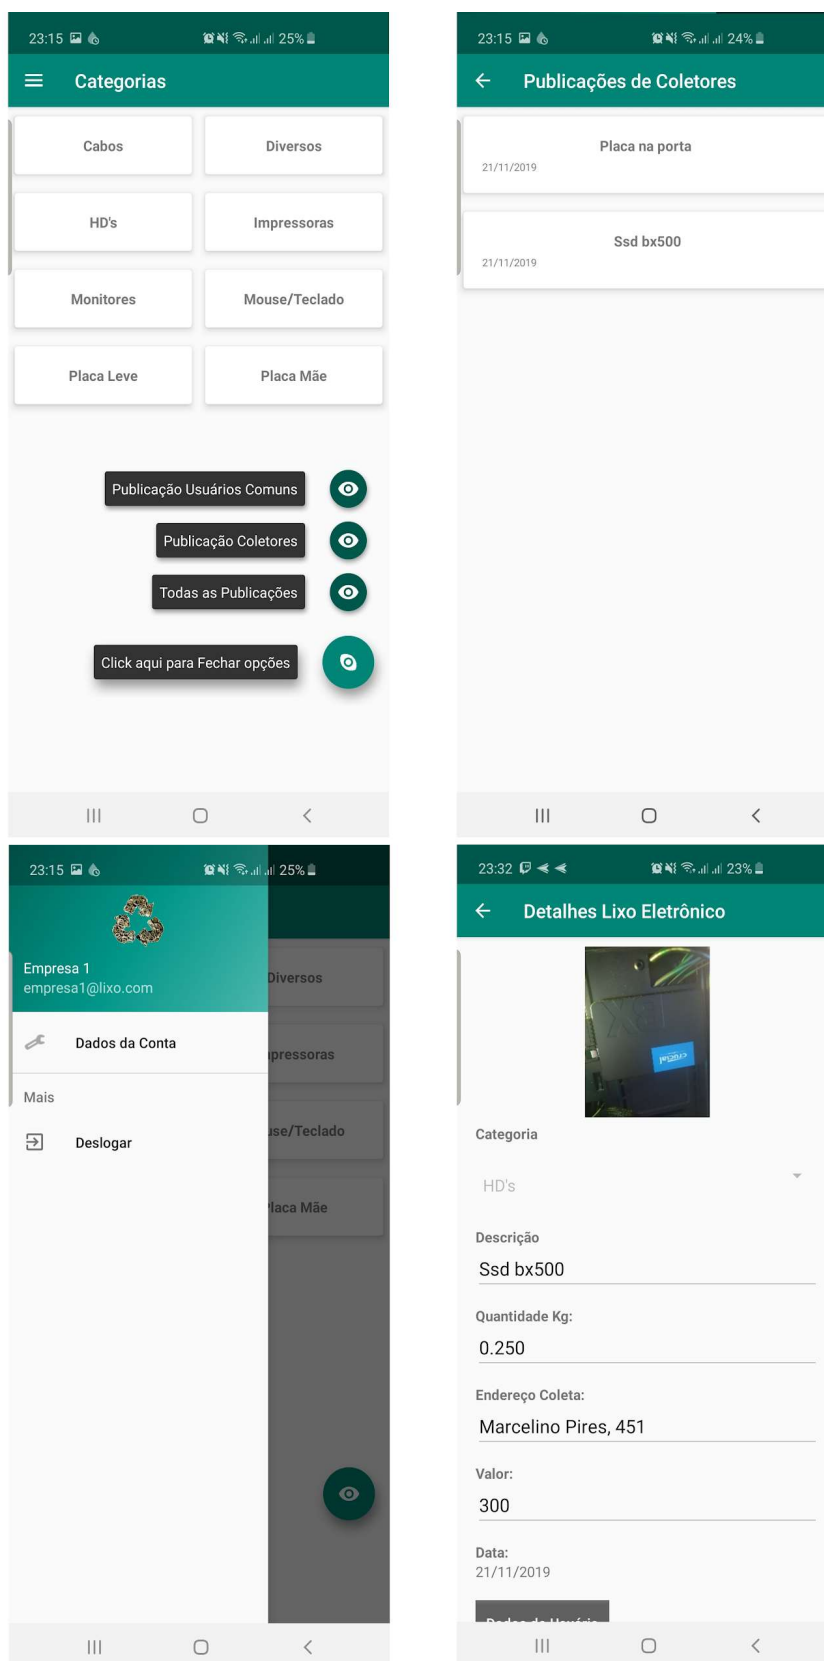 23:15 25%
Categorias
Cabos Diversos
HD's Impressoras
Monitores Mouse/Teclado
Placa Leve Placa Mãe
Publicação Usuários Comuns
Publicação Coletores
Todas as Publicações
Click aqui para Fechar opções
23:15 24%
Publicações de Coletores
Placa na porta
21/11/2019
Ssd bx500
21/11/2019
23:15 25%
Empresa 1
empresa1@lixo.com
Dados da Conta
Mais
Deslogar
Diversos
pressoras
use/Teclado
Placa Mãe
23:32 23%
Detalhes Lixo Eletrônico
crucial
Categoria
HD's
Descrição
Ssd bx500
Quantidade Kg:
0.250
Endereço Coleta:
Marcelino Pires, 451
Valor:
300
Data:
21/11/2019
Dados do Usuário